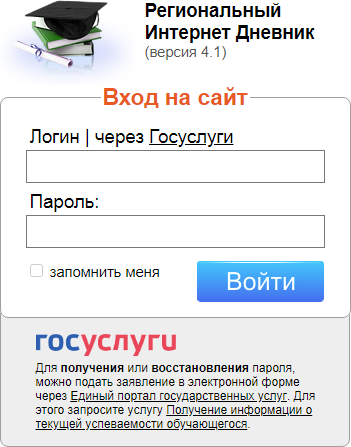 Региональный
Интернет Дневник
(версия 4.1)
Вход на сайт
Логин | через Госуслуги
Пароль:
запомнить меня
Войти
госуслуги
Для получения или восстановления пароля,
можно подать заявление в электронной форме
через Единый портал государственных услуг. Для
этого запросите услугу Получение информации о
текущей успеваемости обучающегося.